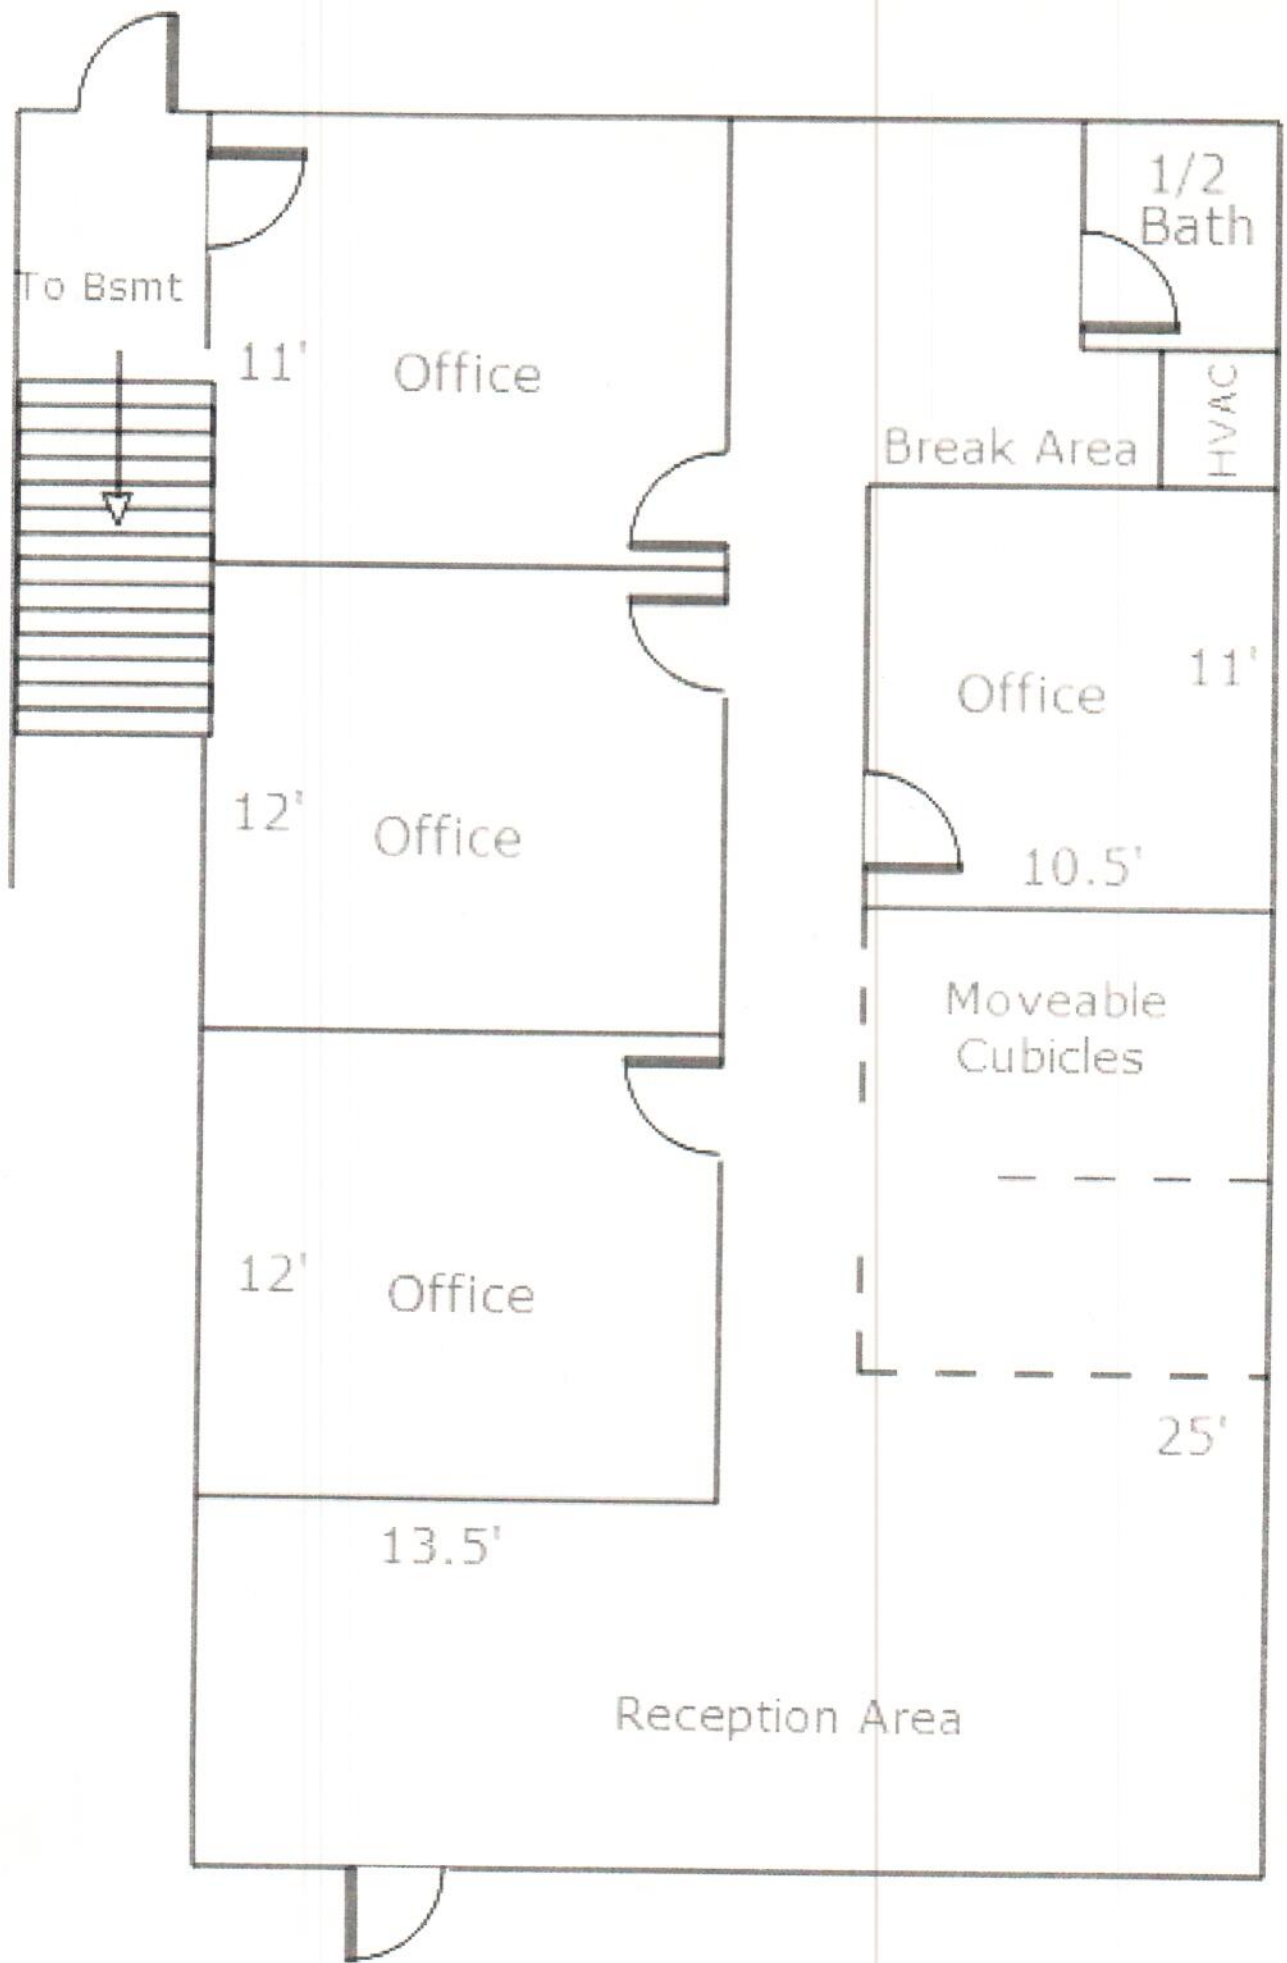 1/2
Bath
To Bsmt
11'
Office
Break Area
HVAC
Office
11'
12'
Office
10.5'
Moveable
Cubicles
12'
Office
25'
13.5'
Reception Area